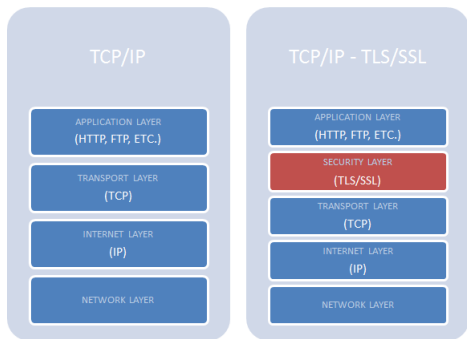 TCP/IP
APPLICATION LAYER
(HTTP, FTP, ETC.)
TRANSPORT LAYER
(TCP)
INTERNET LAYER
(IP)
NETWORK LAYER
TCP/IP - TLS/SSL
APPLICATION LAYER
(HTTP, FTP, ETC.)
SECURITY LAYER
(TLS/SSL)
TRANSPORT LAYER
(TCP)
INTERNET LAYER
(IP)
NETWORK LAYER